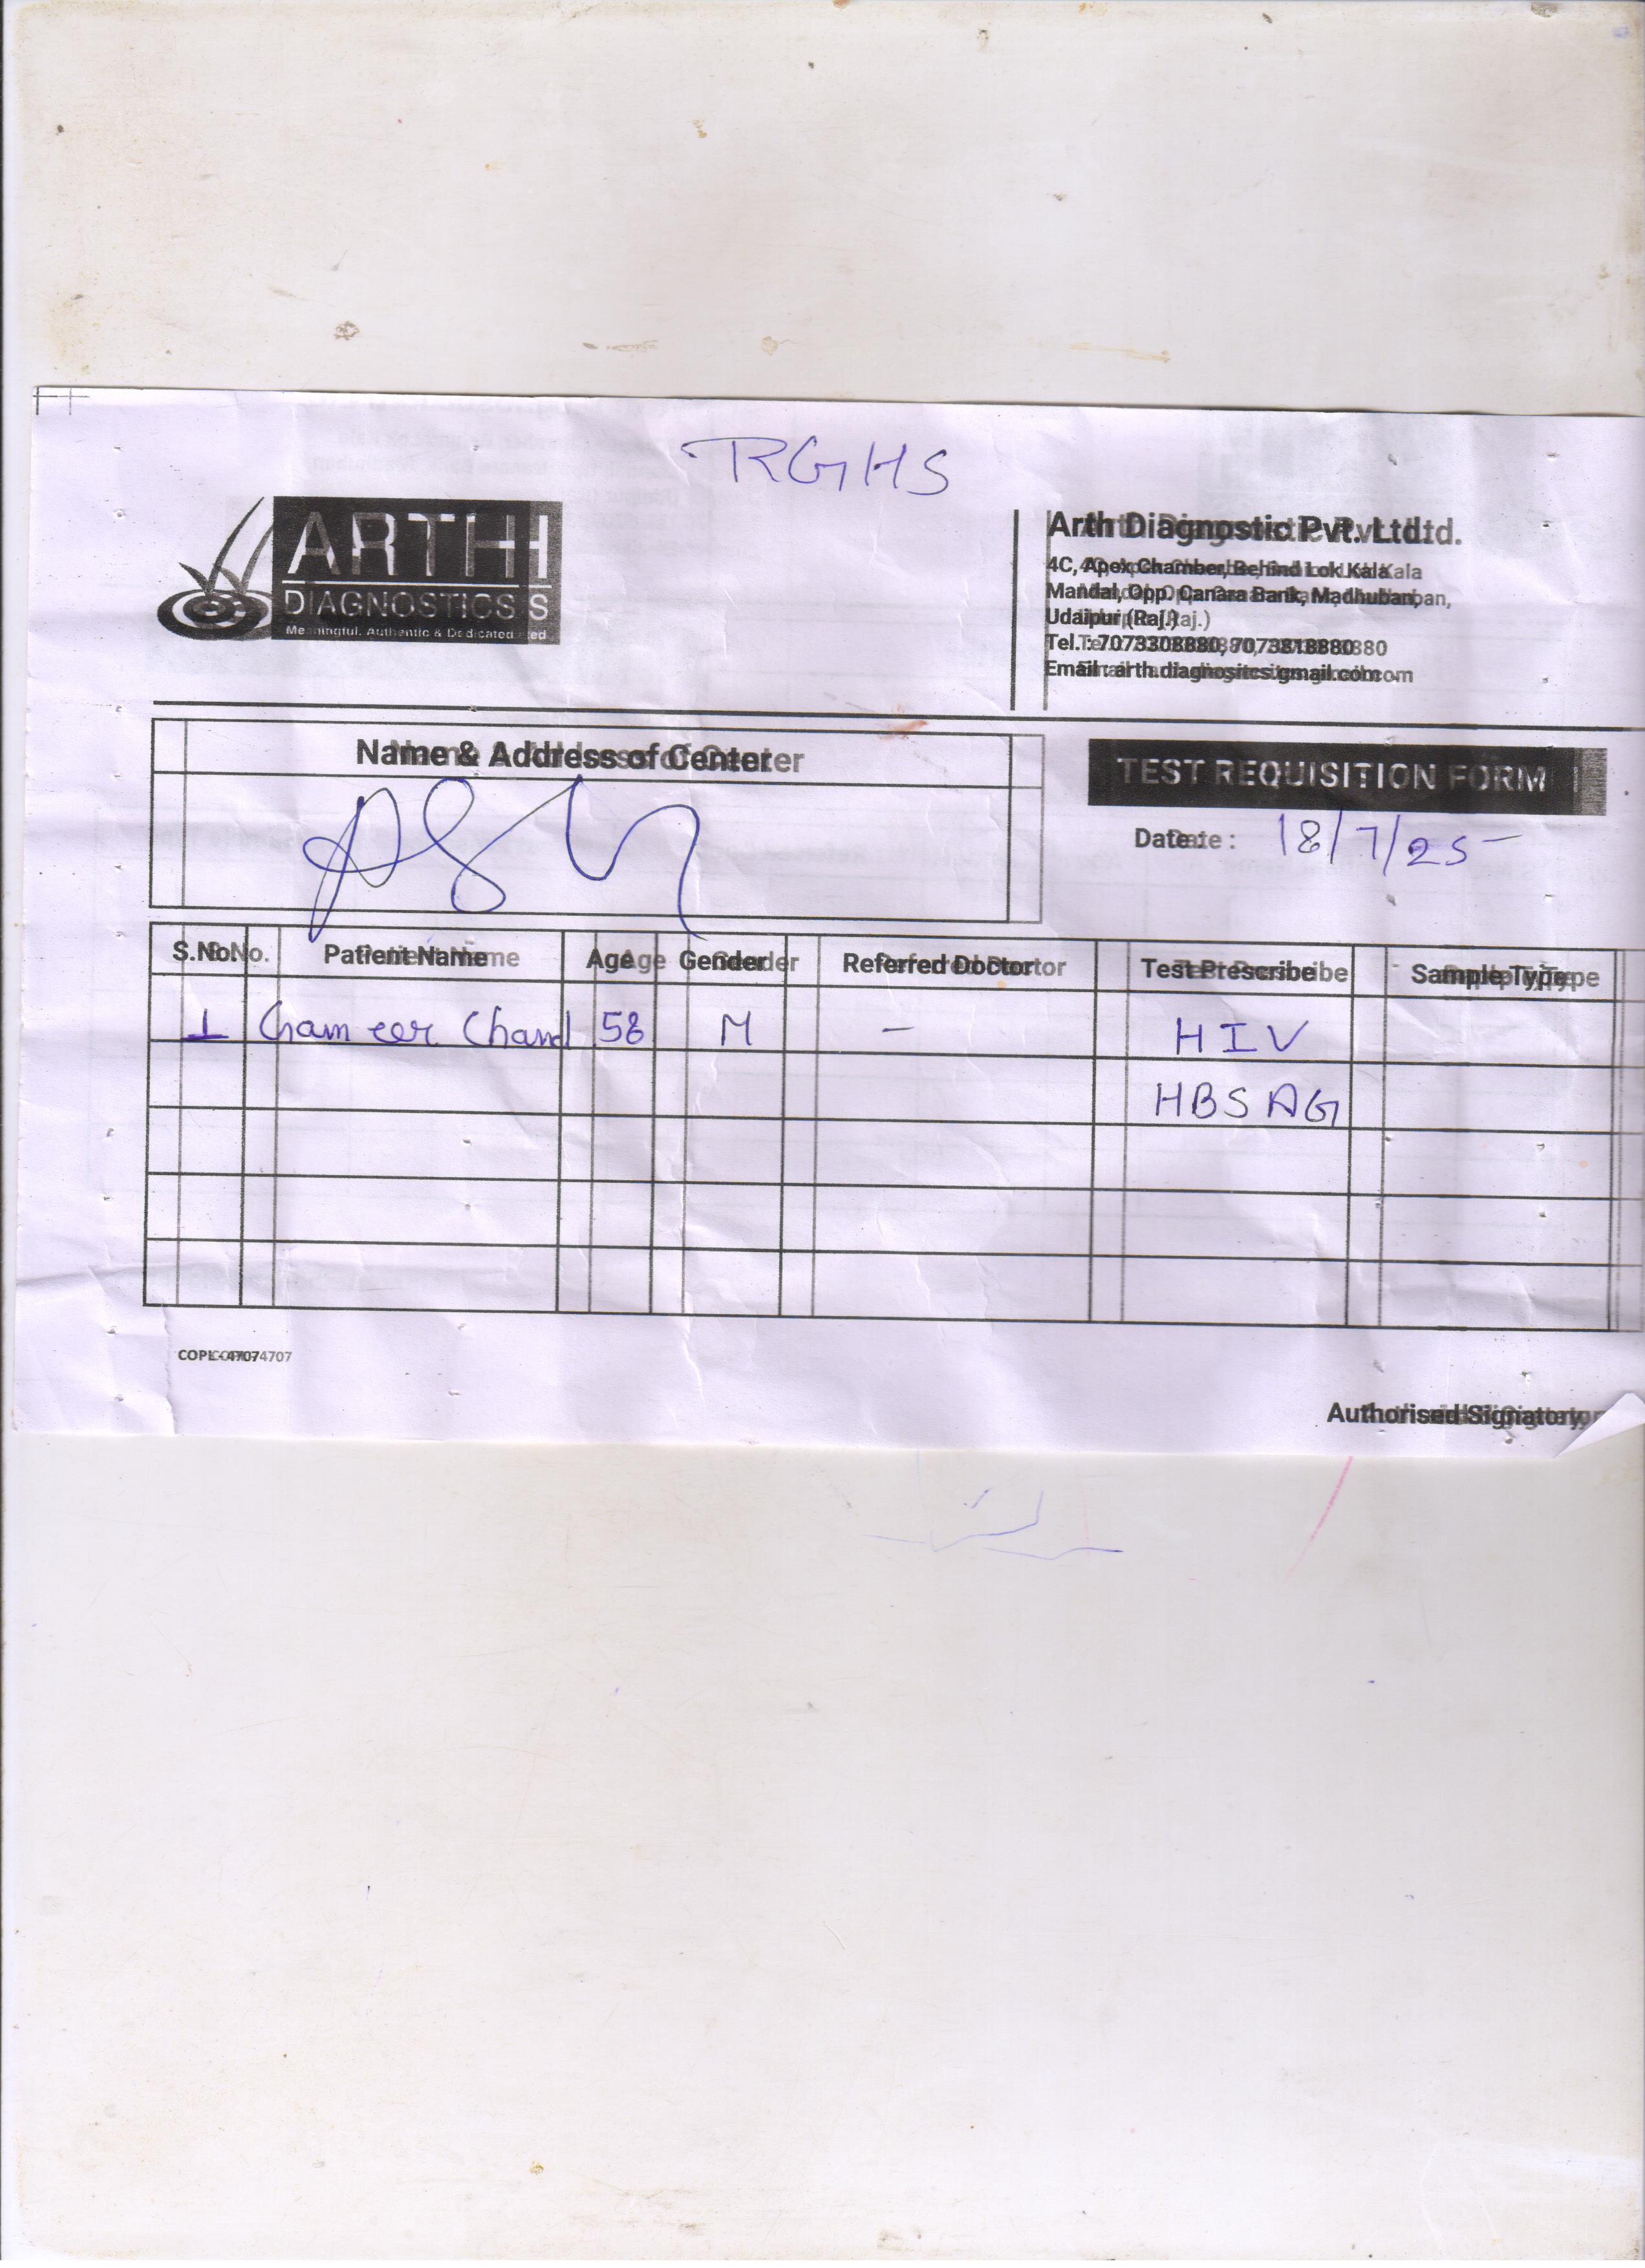 RGHS
ARTH
DIAGNOSTICS
Meaningful. Authentic & Dedicated
Arth Diagnostic Pvt. Ltd.
4C, Apex Chamber, Behind Lok Kala
Mandal, Opp. Canara Bank, Madhuban,
Udaipur (Raj.)
Tel. : 7073308880, 7073818880
Email : arth.diagnositcs.gmail.com
Name & Address of Center
TEST REQUISITION FORM
Date : 18/7/25
S.No. Patient Name Age Gender Referred Doctor Test Prescribe Sample Type
1 Chameer Chand 58 M - HIV
HBSAG
COPL - 4707
Authorised Signatory